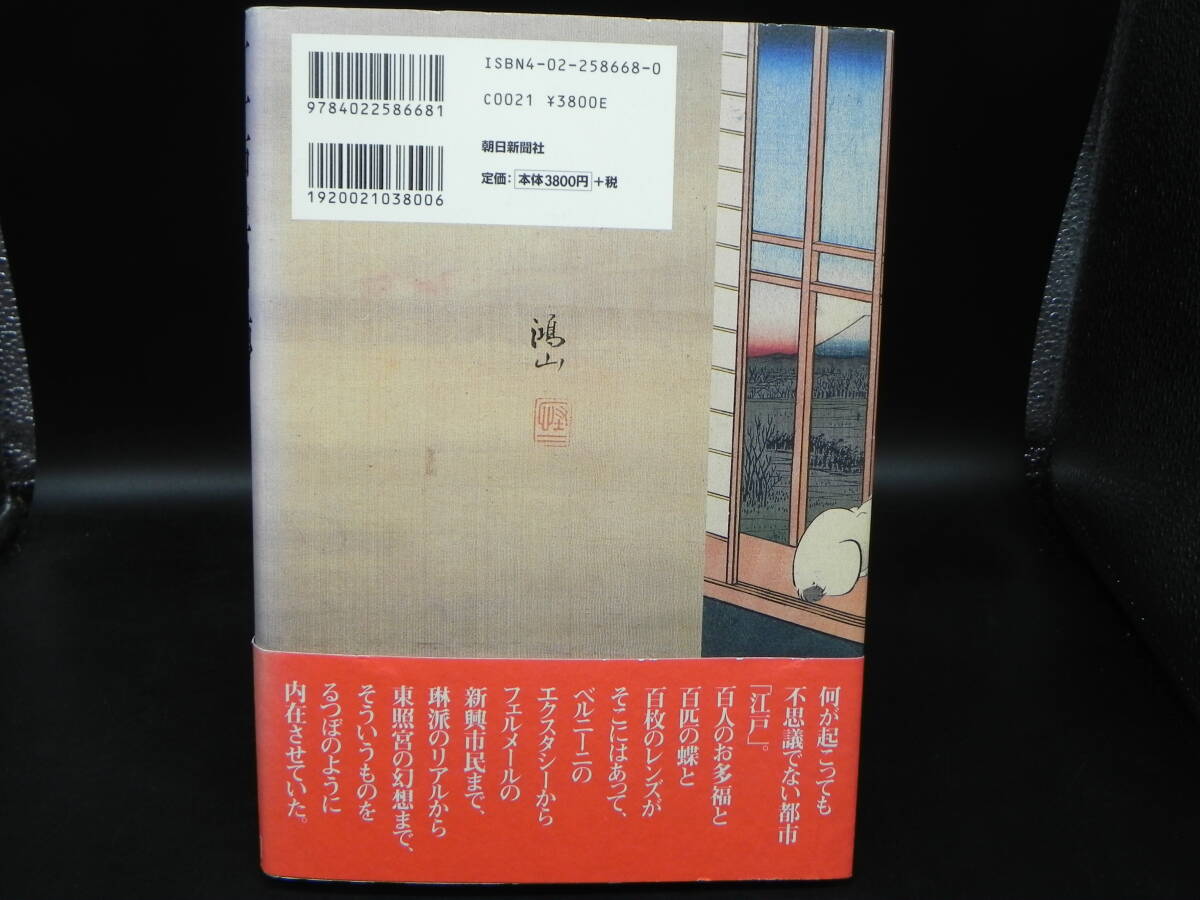 ISBN4-02-258668-0
9784022586681
C0021 ¥3800E
朝日新聞社
1920021038006
定価: 本体3800円 +税
鴻山
何が起こっても
不思議でない都市
「江戸」。
百人のお多福と
百匹の蝶と
百枚のレンズが
そこにはあって、
ベルニーニの
エクスタシーから
フェルメールの
新興市民まで、
琳派のリアルから
東照宮の幻想まで、
そういうものを
るつぼのように
内在させていた。